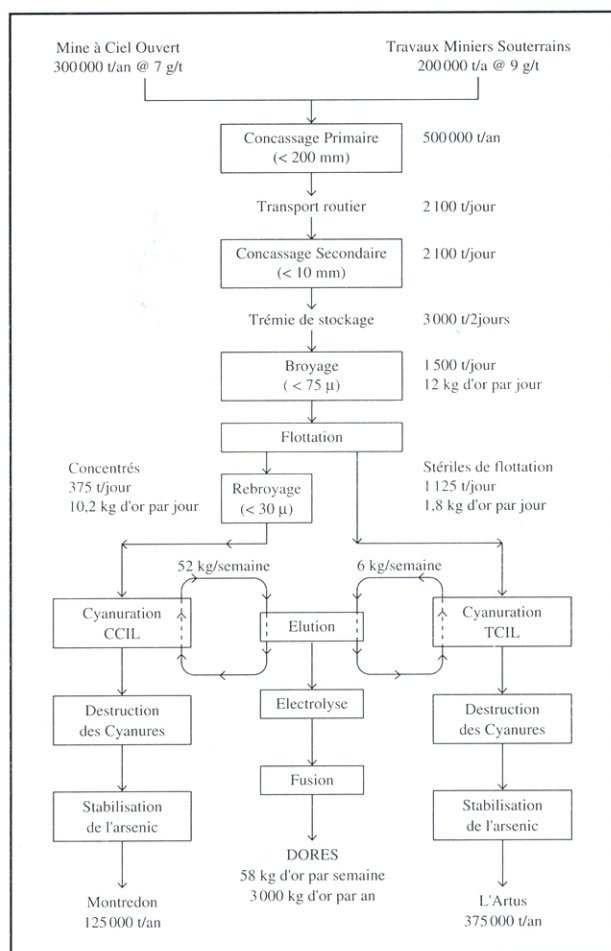 Mine à Ciel Ouvert
300 000 t/an @ 7 g/t
Travaux Miniers Souterrains
200 000 t/a @ 9 g/t
Concassage Primaire
(< 200 mm)
500 000 t/an
Transport routier
2 100 t/jour
Concassage Secondaire
(< 10 mm)
2 100 t/jour
Trémie de stockage
3 000 t/2jours
Broyage
( < 75 µ)
1 500 t/jour
12 kg d'or par jour
Flottation
Concentrés
375 t/jour
10,2 kg d'or par jour
Rebroyage
(< 30 µ)
Stériles de flottation
1 125 t/jour
1,8 kg d'or par jour
52 kg/semaine
6 kg/semaine
Cyanuration
CCIL
Elution
Cyanuration
TCIL
Destruction
des Cyanures
Electrolyse
Destruction
des Cyanures
Fusion
Stabilisation
de l'arsenic
Stabilisation
de l'arsenic
DORES
58 kg d'or par semaine
3 000 kg d'or par an
Montredon
125 000 t/an
L'Artus
375 000 t/an